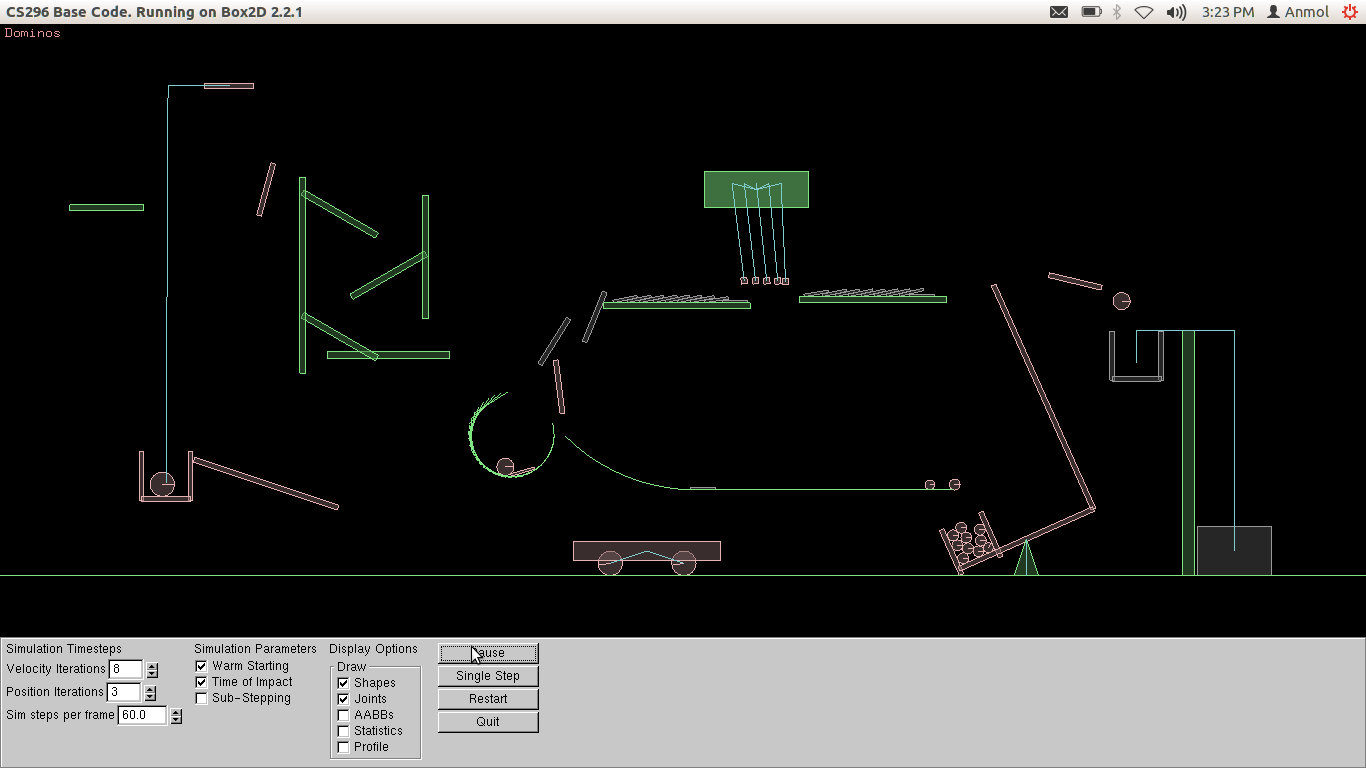 CS296 Base Code. Running on Box2D 2.2.1
3:23 PM
Anmol
Dominos
Simulation Timesteps
Velocity Iterations 8
Position Iterations 3
Sim steps per frame 60.0
Simulation Parameters
Warm Starting
Time of Impact
Sub-Stepping
Display Options
Draw
Shapes
Joints
AABBs
Statistics
Profile
Single Step
Restart
Quit